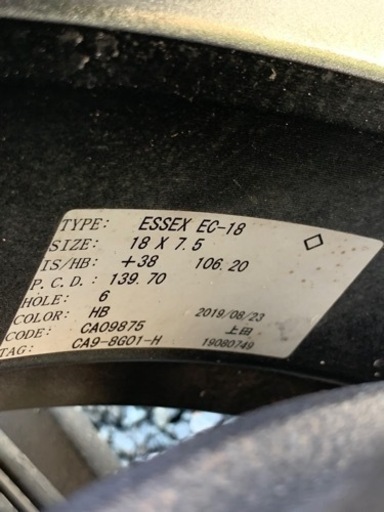 TYPE: ESSEX EC-18
SIZE: 18 X 7.5
IS/HB: +38 106.20
P.C.D.: 139.70
HOLE: 6
COLOR: HB 2019/08/23
CODE: CA09875 上田
TAG: CA9-8G01-H 19080749